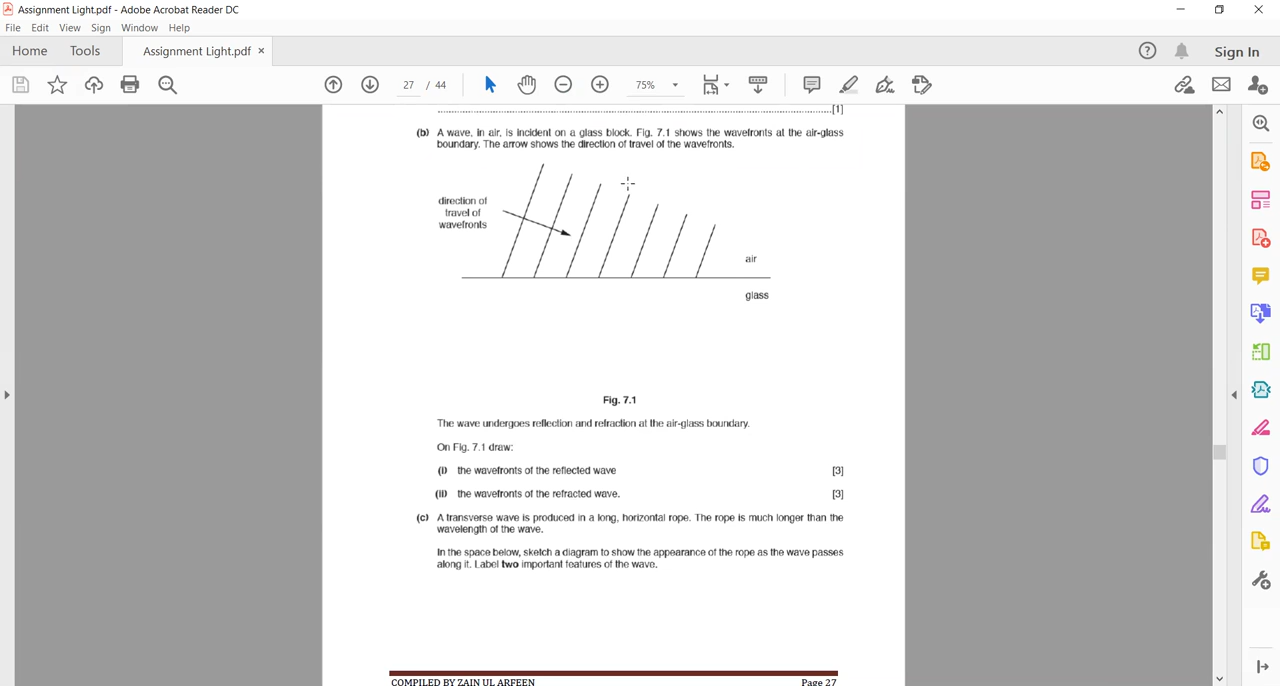 Assignment Light.pdf - Adobe Acrobat Reader DC
File Edit View Sign Window Help
Home Tools Assignment Light.pdf × Sign In
27 / 44 75%
[1]
(b) A wave, in air, is incident on a glass block. Fig. 7.1 shows the wavefronts at the air-glass
boundary. The arrow shows the direction of travel of the wavefronts.
direction of
travel of
wavefronts
air
glass
Fig. 7.1
The wave undergoes reflection and refraction at the air-glass boundary.
On Fig. 7.1 draw:
(i) the wavefronts of the reflected wave [3]
(ii) the wavefronts of the refracted wave. [3]
(c) A transverse wave is produced in a long, horizontal rope. The rope is much longer than the
wavelength of the wave.
In the space below, sketch a diagram to show the appearance of the rope as the wave passes
along it. Label two important features of the wave.
COMPILED BY ZAIN UL ARFEEN Page 27